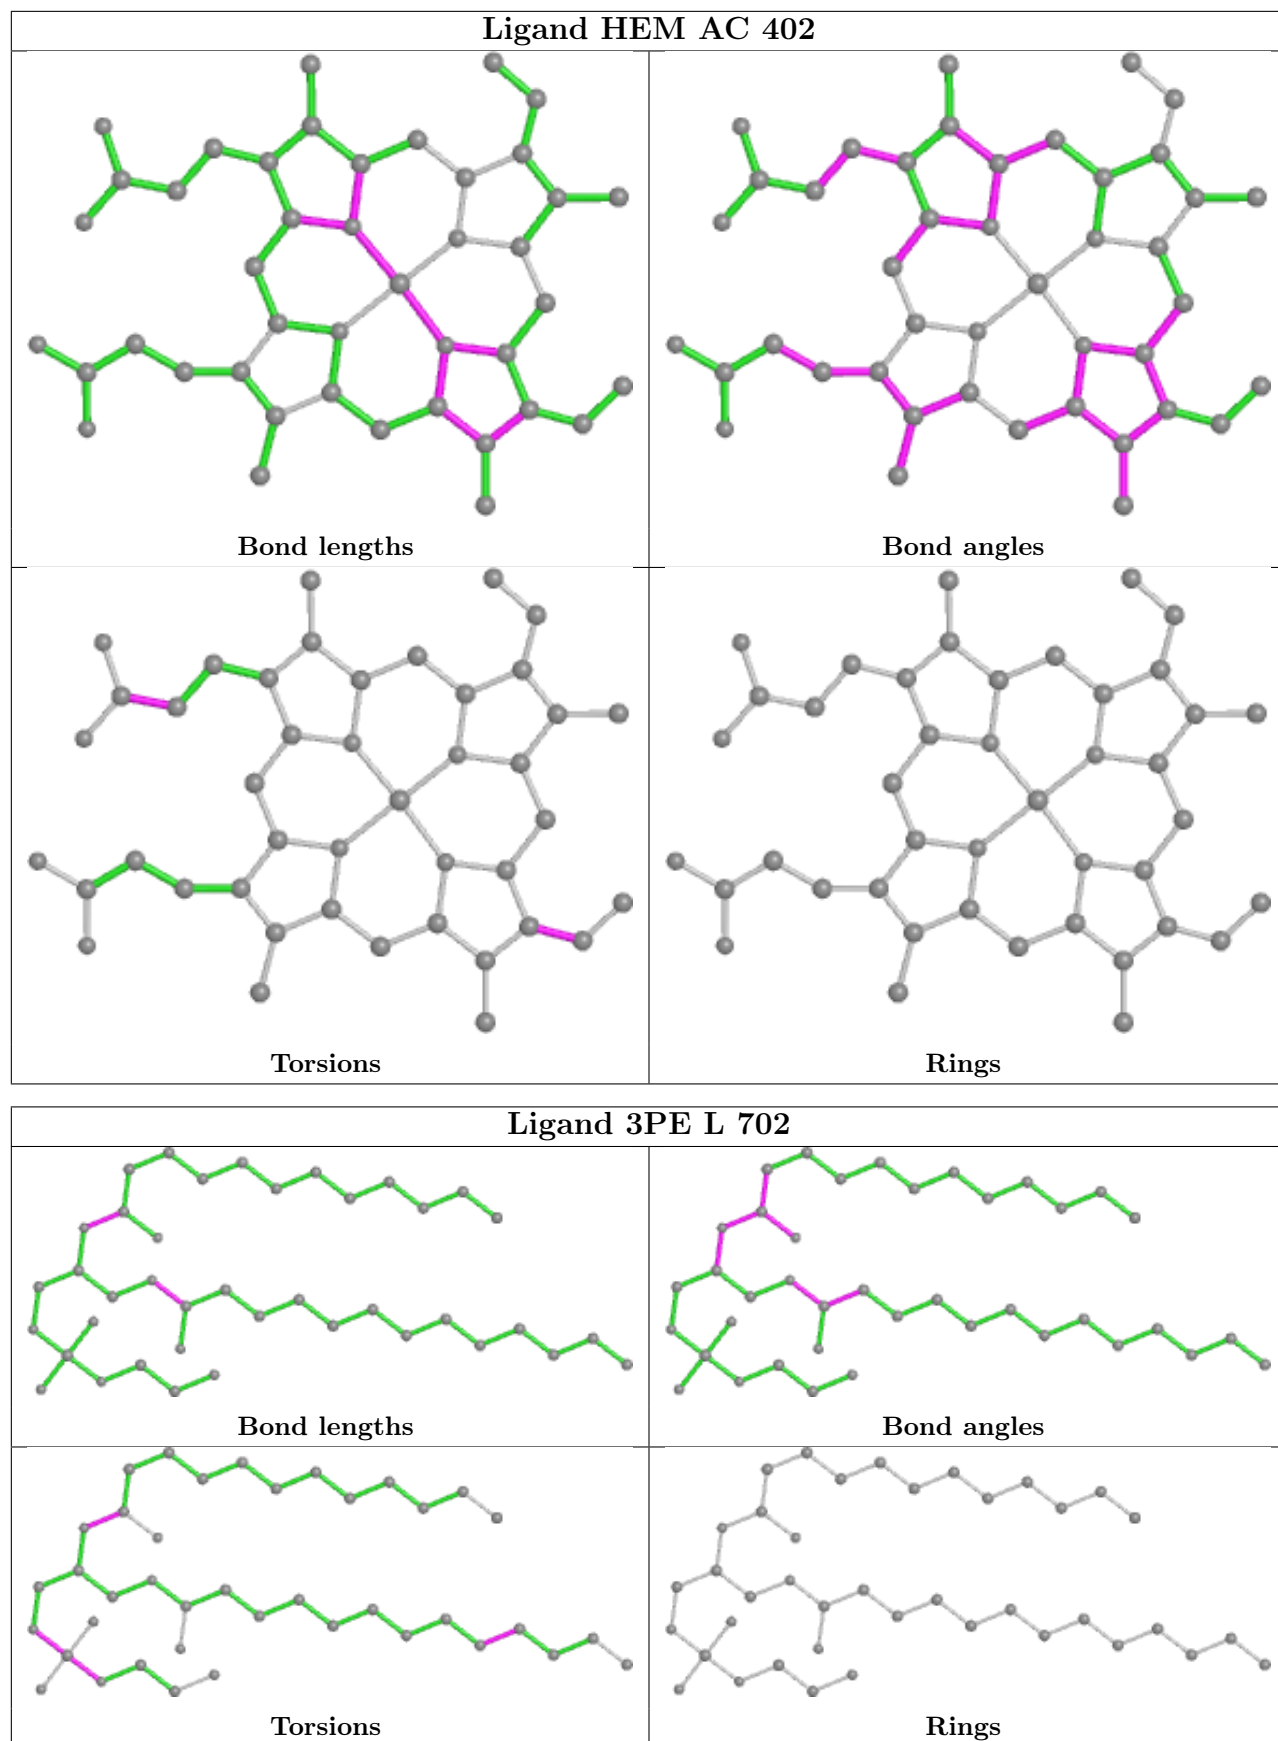 Ligand HEM AC 402
Bond lengths
Bond angles
Torsions
Rings
Ligand 3PE L 702
Bond lengths
Bond angles
Torsions
Rings